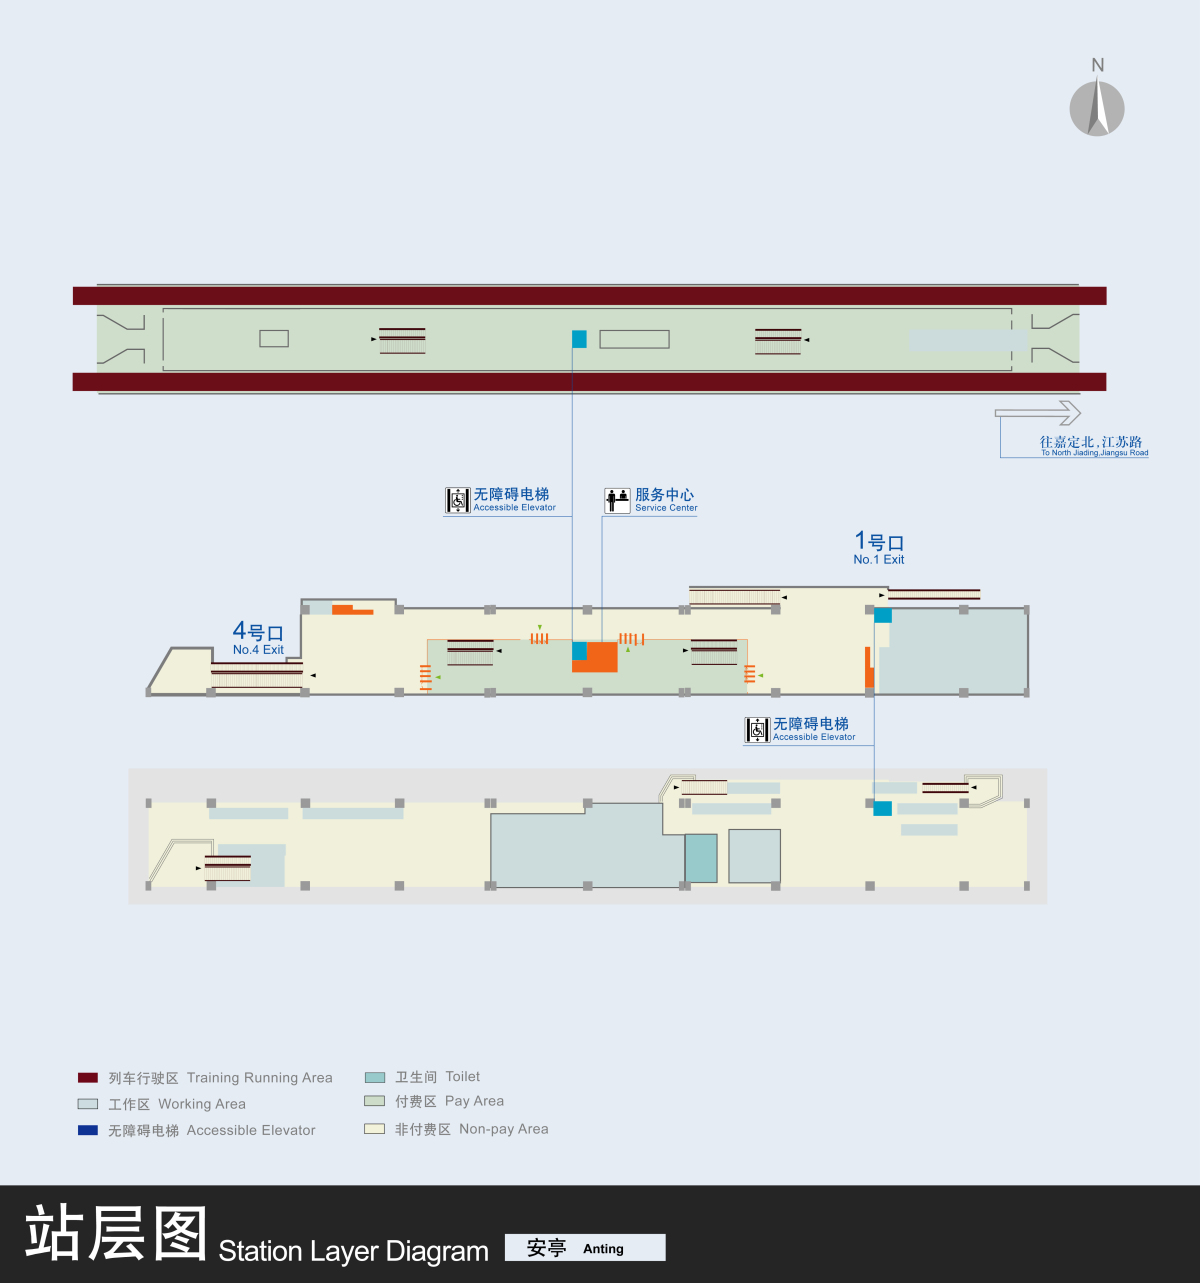 N
往嘉定北,江苏路
To North Jiading,Jiangsu Road
无障碍电梯
Accessible Elevator
服务中心
Service Center
1号口
No.1 Exit
4号口
No.4 Exit
无障碍电梯
Accessible Elevator
列车行驶区 Training Running Area
卫生间 Toilet
工作区 Working Area
付费区 Pay Area
无障碍电梯 Accessible Elevator
非付费区 Non-pay Area
站层图 Station Layer Diagram 安亭 Anting